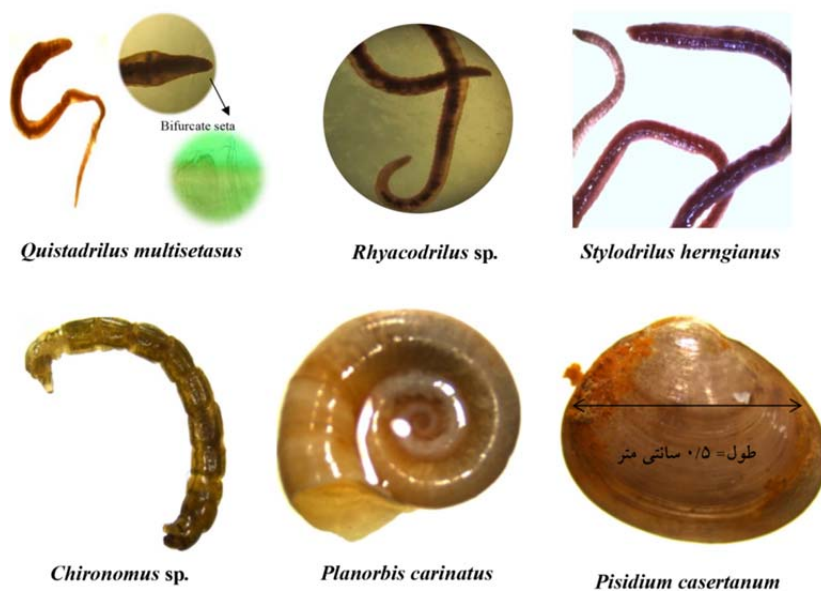 Bifurcate seta
Quistadrilus multisetasus
Rhyacodrilus sp.
Stylodrilus herngianus
طول= ۰/۵ سانتی متر
Chironomus sp.
Planorbis carinatus
Pisidium casertanum